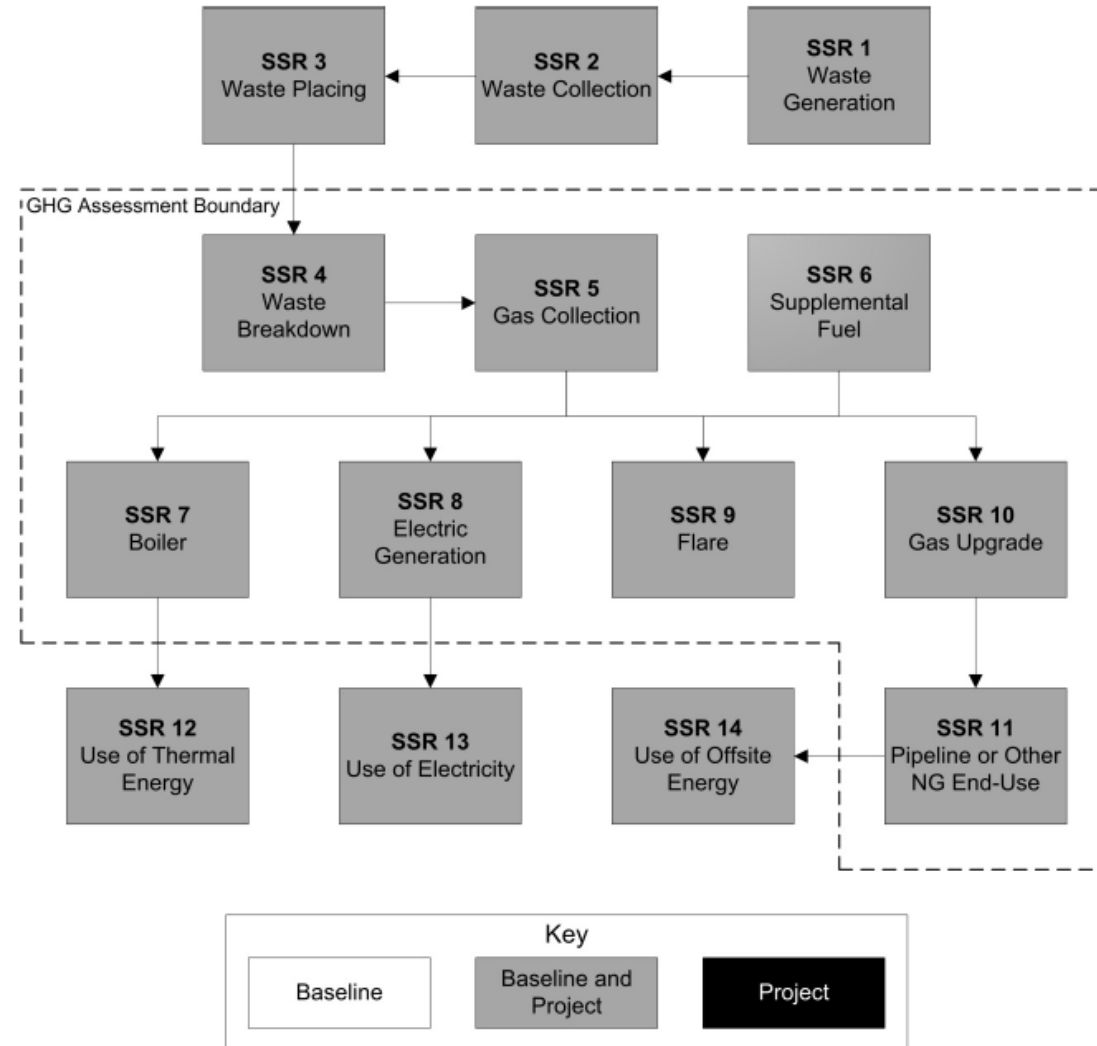 SSR 3
Waste Placing
SSR 2
Waste Collection
SSR 1
Waste
Generation
GHG Assessment Boundary
SSR 4
Waste
Breakdown
SSR 5
Gas Collection
SSR 6
Supplemental
Fuel
SSR 7
Boiler
SSR 8
Electric
Generation
SSR 9
Flare
SSR 10
Gas Upgrade
SSR 12
Use of Thermal
Energy
SSR 13
Use of Electricity
SSR 14
Use of Offsite
Energy
SSR 11
Pipeline or Other
NG End-Use
Key
Baseline
Baseline and
Project
Project